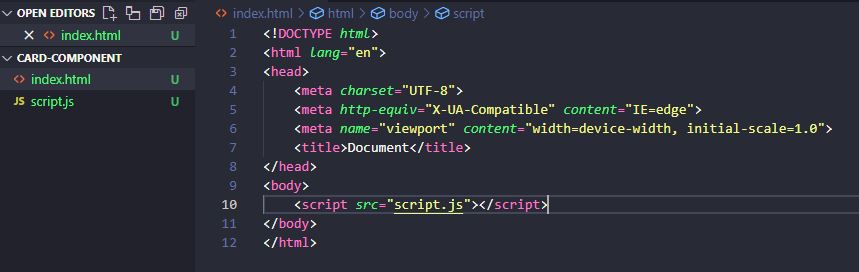 OPEN EDITORS
index.html U
CARD-COMPONENT
index.html U
JS script.js U
index.html > html > body > script
1 <!DOCTYPE html>
2 <html lang="en">
3 <head>
4     <meta charset="UTF-8">
5     <meta http-equiv="X-UA-Compatible" content="IE=edge">
6     <meta name="viewport" content="width=device-width, initial-scale=1.0">
7     <title>Document</title>
8 </head>
9 <body>
10     <script src="script.js"></script>
11 </body>
12 </html>